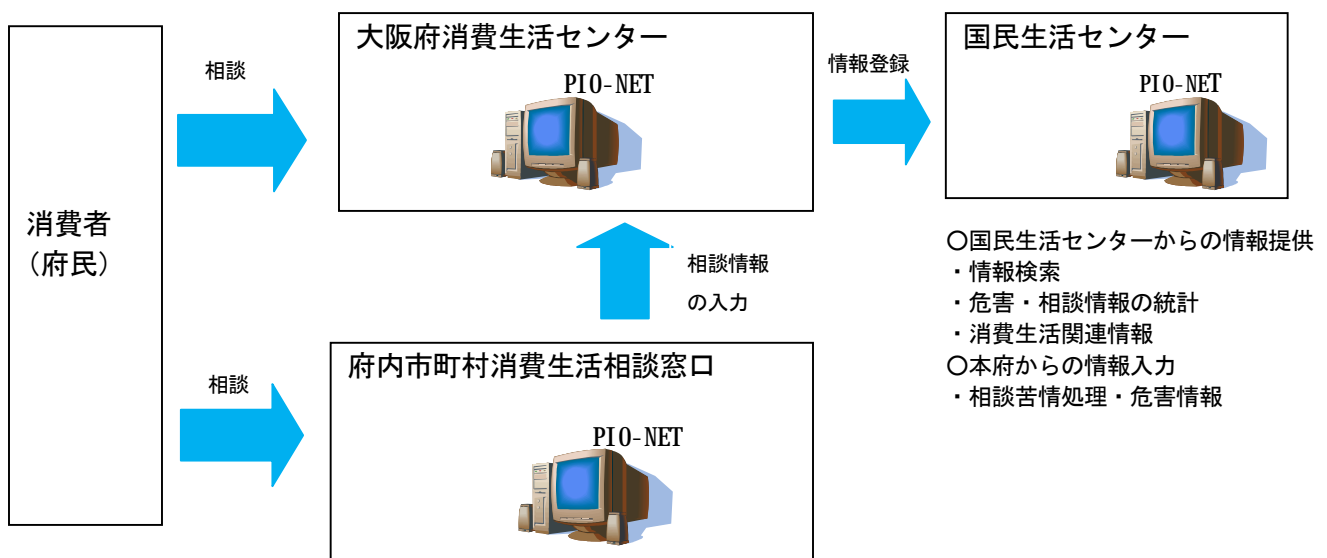 消費者
（府民）
相談
大阪府消費生活センター
PIO-NET
情報登録
国民生活センター
PIO-NET
相談情報
の入力
相談
府内市町村消費生活相談窓口
PIO-NET
○国民生活センターからの情報提供
・情報検索
・危害・相談情報の統計
・消費生活関連情報
○本府からの情報入力
・相談苦情処理・危害情報